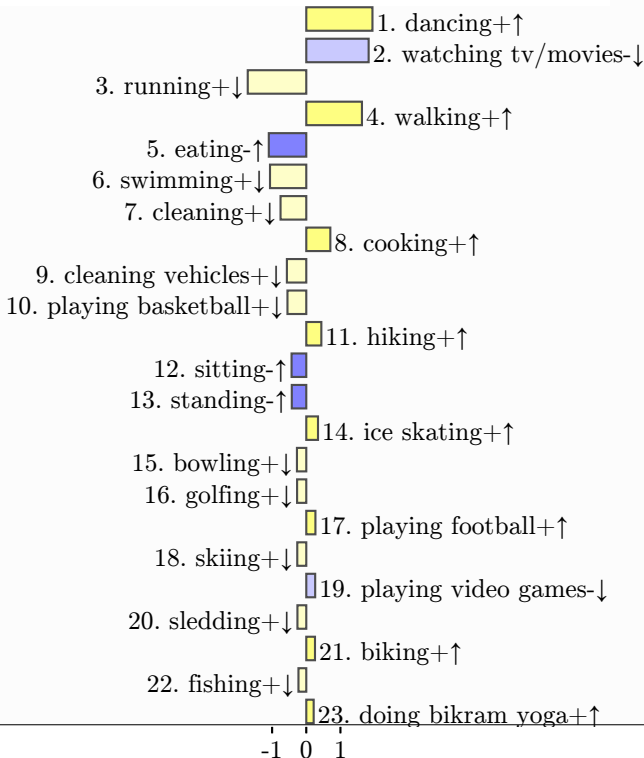 1. dancing+↑
2. watching tv/movies-↓
3. running+↓
4. walking+↑
5. eating-↑
6. swimming+↓
7. cleaning+↓
8. cooking+↑
9. cleaning vehicles+↓
10. playing basketball+↓
11. hiking+↑
12. sitting-↑
13. standing-↑
14. ice skating+↑
15. bowling+↓
16. golfing+↓
17. playing football+↑
18. skiing+↓
19. playing video games-↓
20. sledding+↓
21. biking+↑
22. fishing+↓
23. doing bikram yoga+↑
-1 0 1